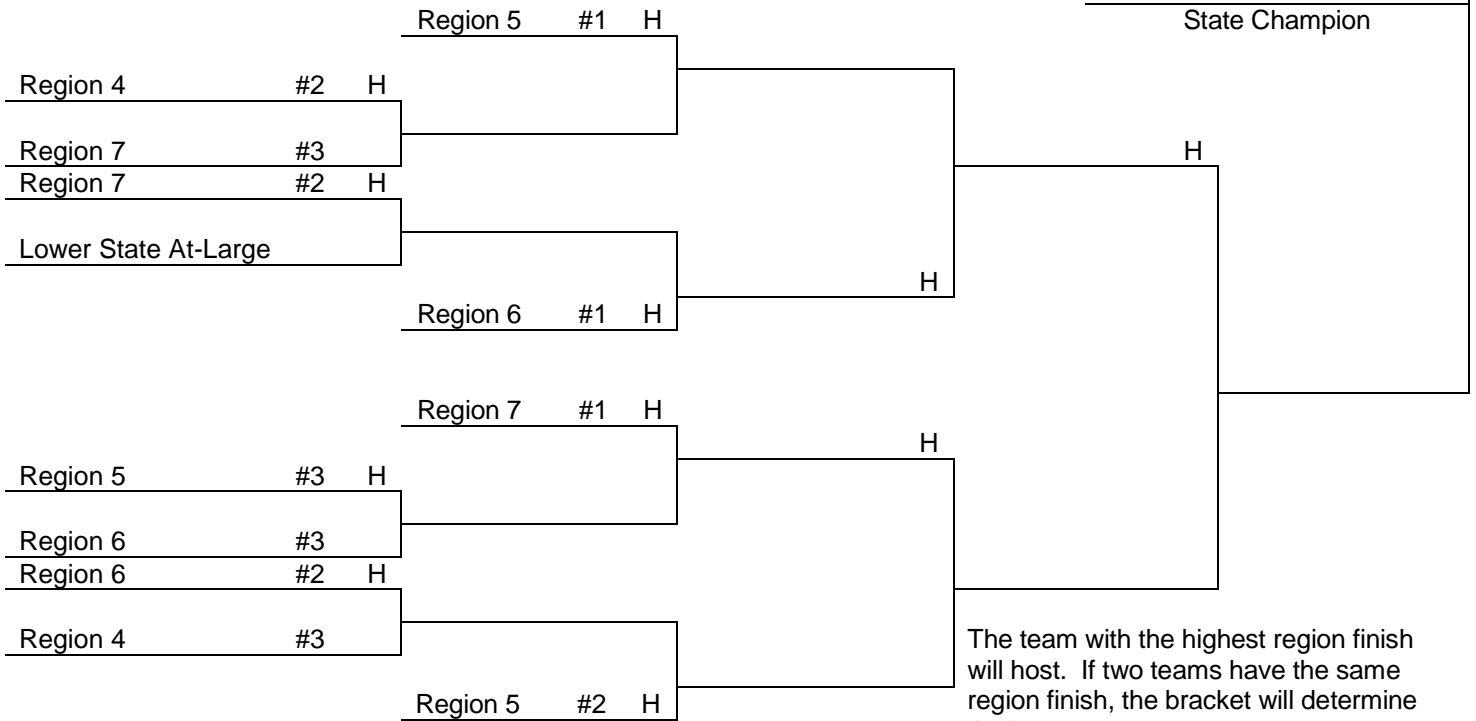 Region 5 #1 H
State Champion
Region 4 #2 H
Region 7 #3
H
Region 7 #2 H
Lower State At-Large
H
Region 6 #1 H
Region 7 #1 H
H
Region 5 #3 H
Region 6 #3
Region 6 #2 H
Region 4 #3
The team with the highest region finish
will host. If two teams have the same
region finish, the bracket will determine
Region 5 #2 H